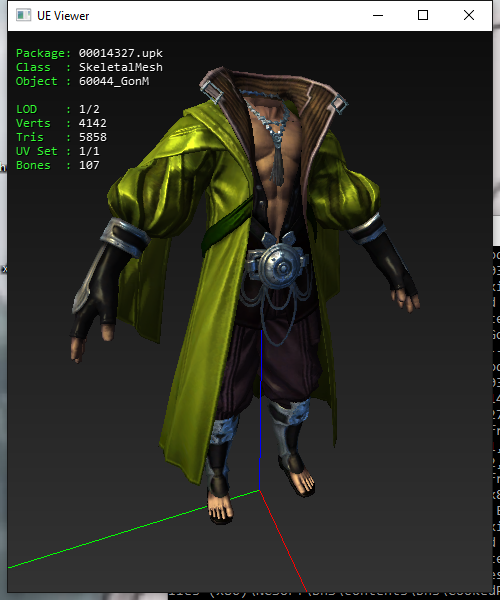 UE Viewer
Package: 00014327.upk
Class : SkeletalMesh
Object : 60044_GonM
LOD : 1/2
Verts : 4142
Tris : 5858
UV Set : 1/1
Bones : 107